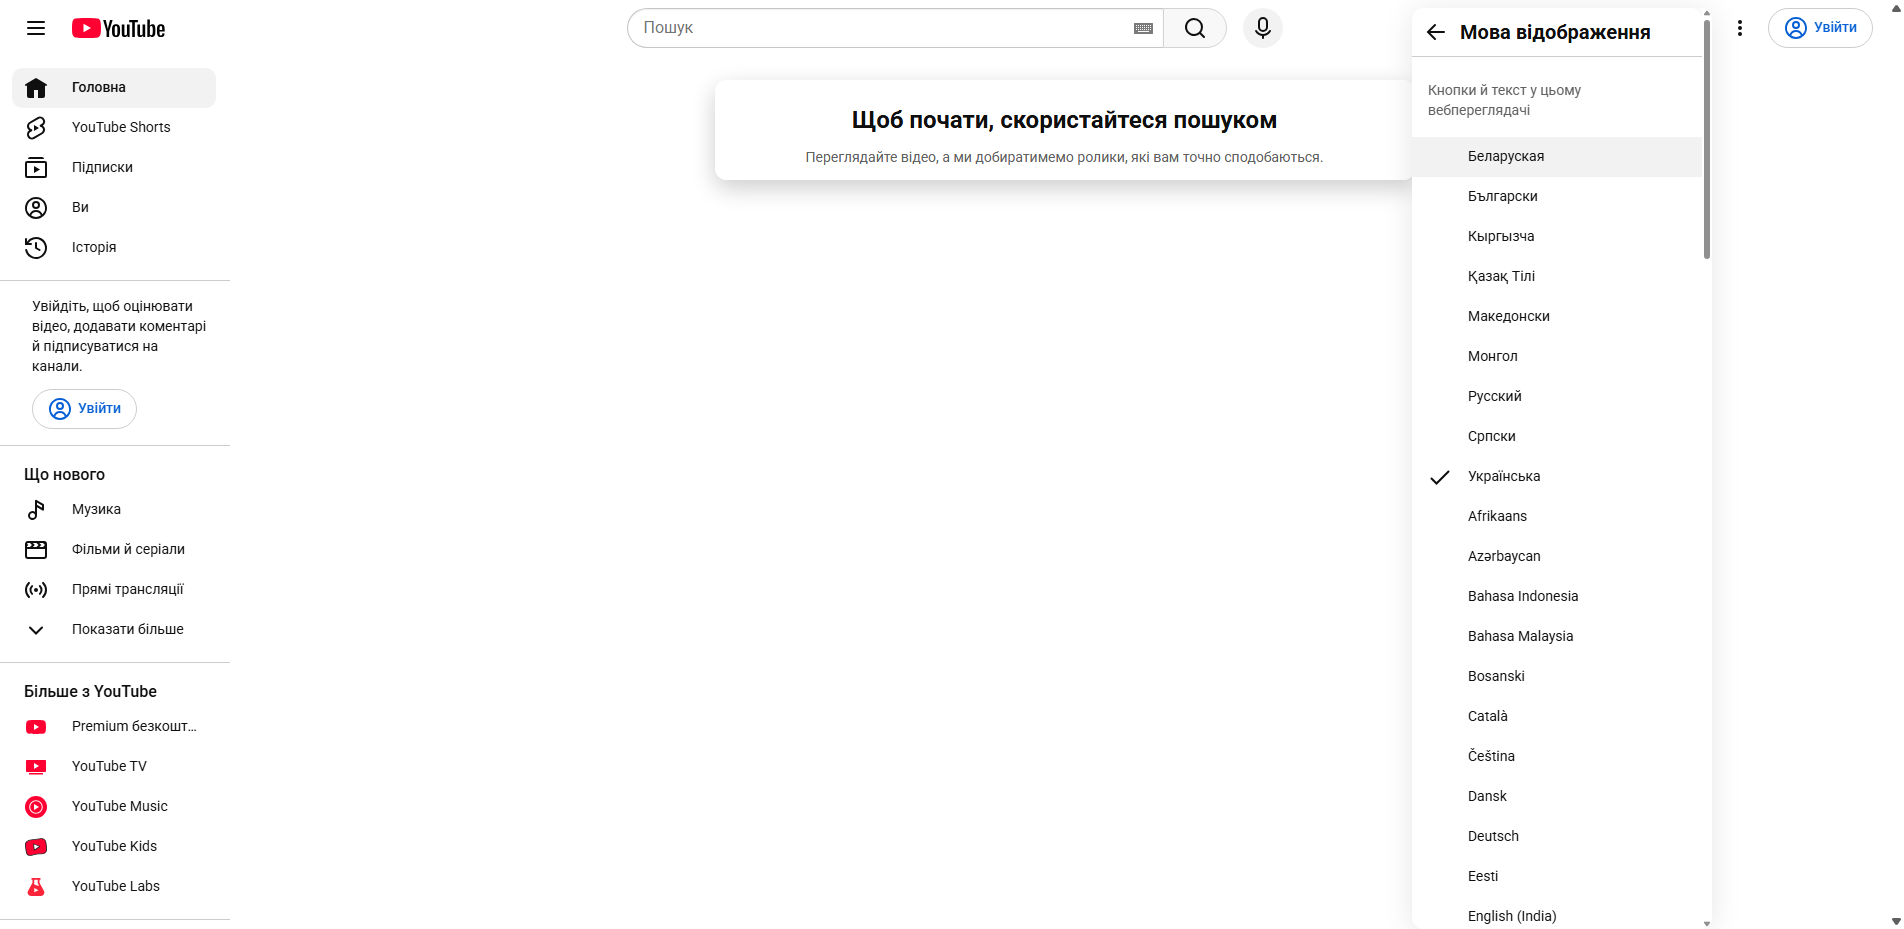 YouTube
Пошук
Увійти
Головна
YouTube Shorts
Підписки
Ви
Історія
Увійдіть, щоб оцінювати
відео, додавати коментарі
й підписуватися на
канали.
Увійти
Що нового
Музика
Фільми й серіали
Прямі трансляції
Показати більше
Більше з YouTube
Premium безкошт...
YouTube TV
YouTube Music
YouTube Kids
YouTube Labs
Щоб почати, скористайтеся пошуком
Переглядайте відео, а ми добиратимемо ролики, які вам точно сподобаються.
Мова відображення
Кнопки й текст у цьому
вебпереглядачі
Беларуская
Български
Кыргызча
Қазақ Тілі
Македонски
Монгол
Русский
Српски
Українська
Afrikaans
Azərbaycan
Bahasa Indonesia
Bahasa Malaysia
Bosanski
Català
Čeština
Dansk
Deutsch
Eesti
English (India)